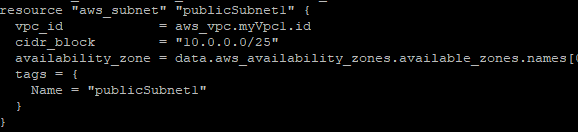 resource "aws_subnet" "publicSubnet1" {
  vpc_id            = aws_vpc.myVpc1.id
  cidr_block        = "10.0.0.0/25"
  availability_zone = data.aws_availability_zones.available_zones.names[
  tags = {
    Name = "publicSubnet1"
  }
}